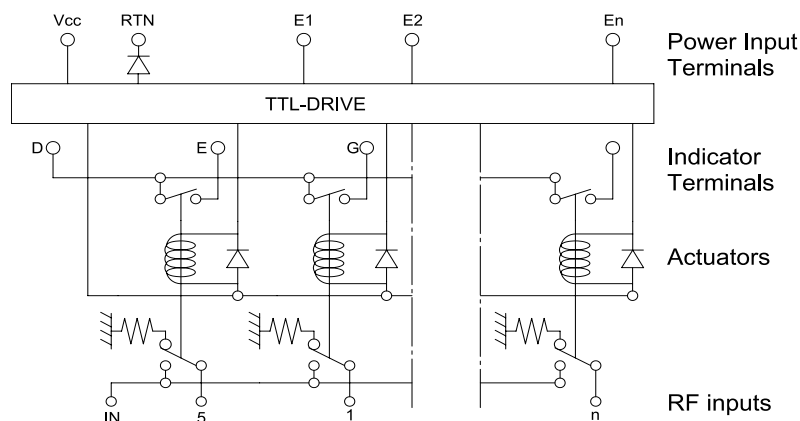 Vcc RTN E1 E2 En
Power Input
Terminals
TTL-DRIVE
D E G
Indicator
Terminals
Actuators
IN 5 1 n
RF inputs